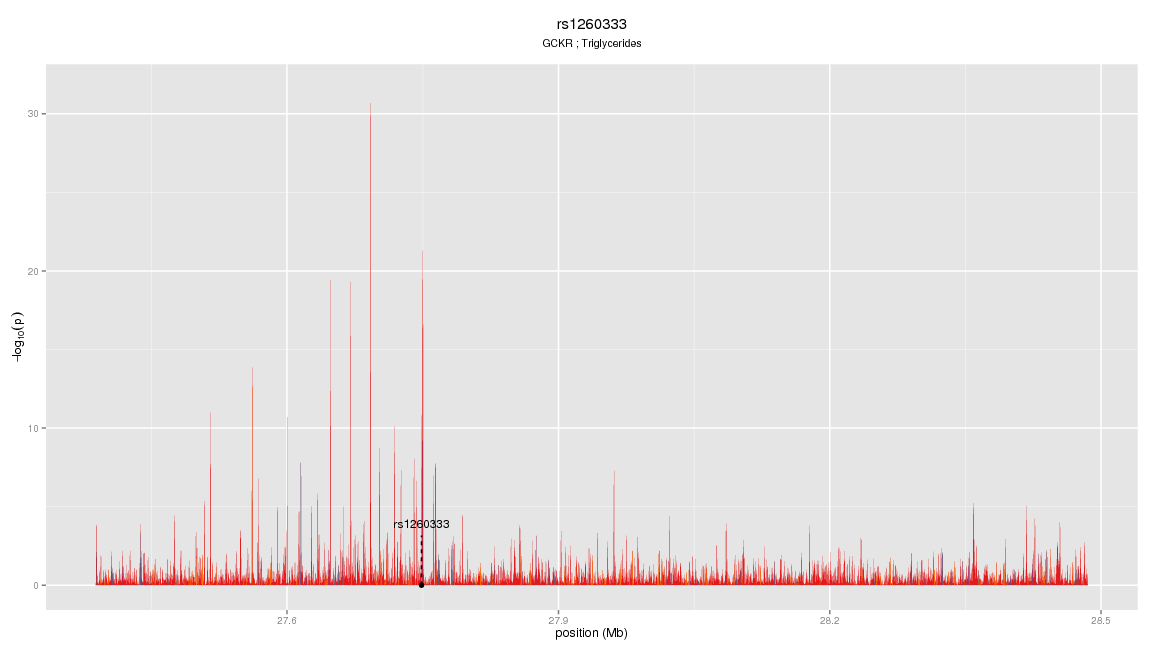 rs1260333
GCKR ; Triglycerides
30
20
10
0
−log10(p)
rs1260333
27.6
27.9
28.2
28.5
position (Mb)